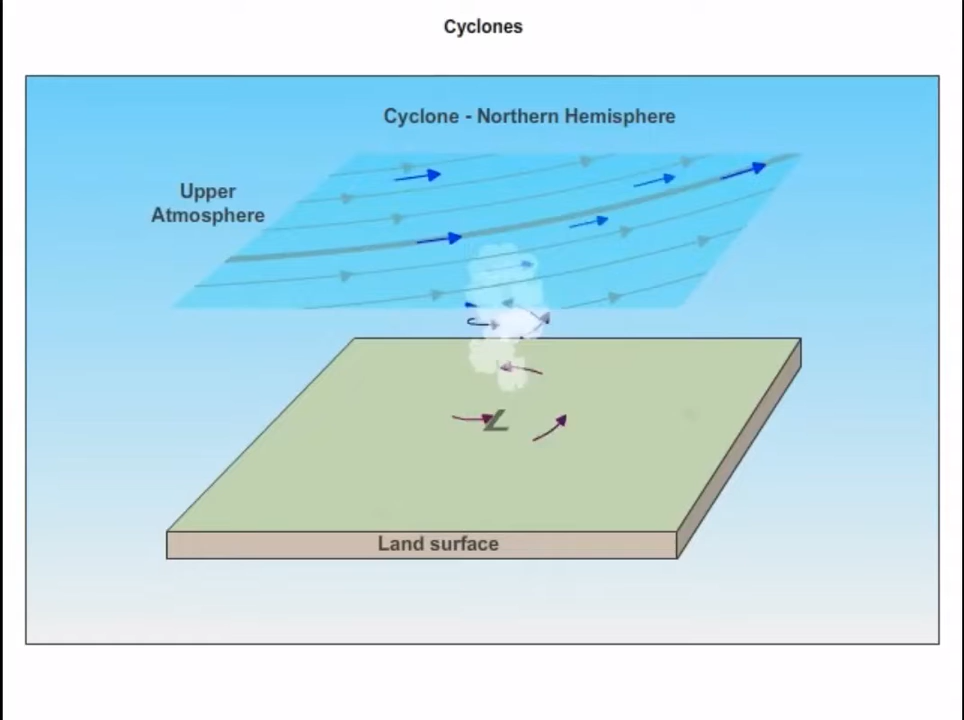 Cyclones
Cyclone - Northern Hemisphere
Upper
Atmosphere
L
Land surface